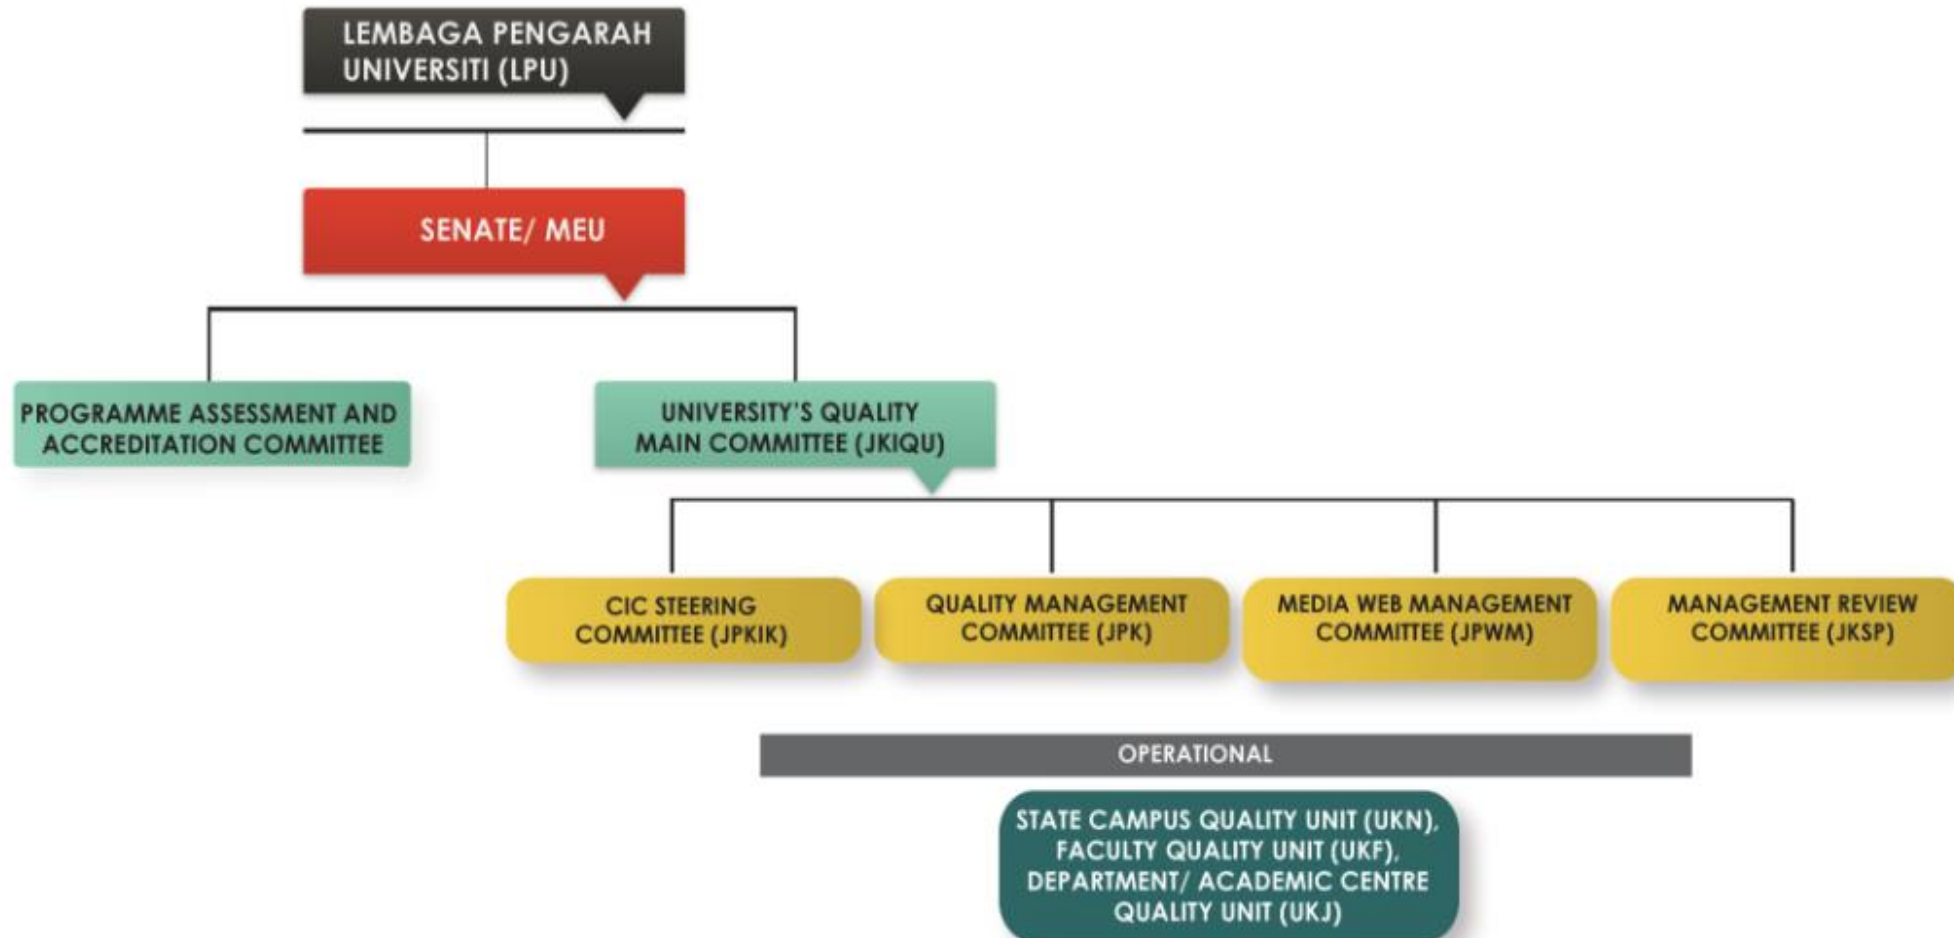 LEMBAGA PENGARAH
UNIVERSITI (LPU)
SENATE/ MEU
PROGRAMME ASSESSMENT AND
ACCREDITATION COMMITTEE
UNIVERSITY'S QUALITY
MAIN COMMITTEE (JKIQU)
CIC STEERING
COMMITTEE (JPKIK)
QUALITY MANAGEMENT
COMMITTEE (JPK)
MEDIA WEB MANAGEMENT
COMMITTEE (JPWM)
MANAGEMENT REVIEW
COMMITTEE (JKSP)
OPERATIONAL
STATE CAMPUS QUALITY UNIT (UKN),
FACULTY QUALITY UNIT (UKF),
DEPARTMENT/ ACADEMIC CENTRE
QUALITY UNIT (UKJ)